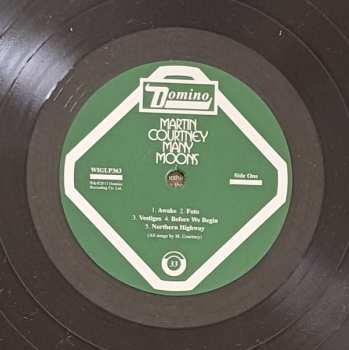 Domino
MARTIN
COURTNEY
MANY
MOONS
WIGLP363
Side One
1. Awake 2. Foto
3. Vestiges 4. Before We Begin
5. Northern Highway
(All songs by M. Courtney)
33